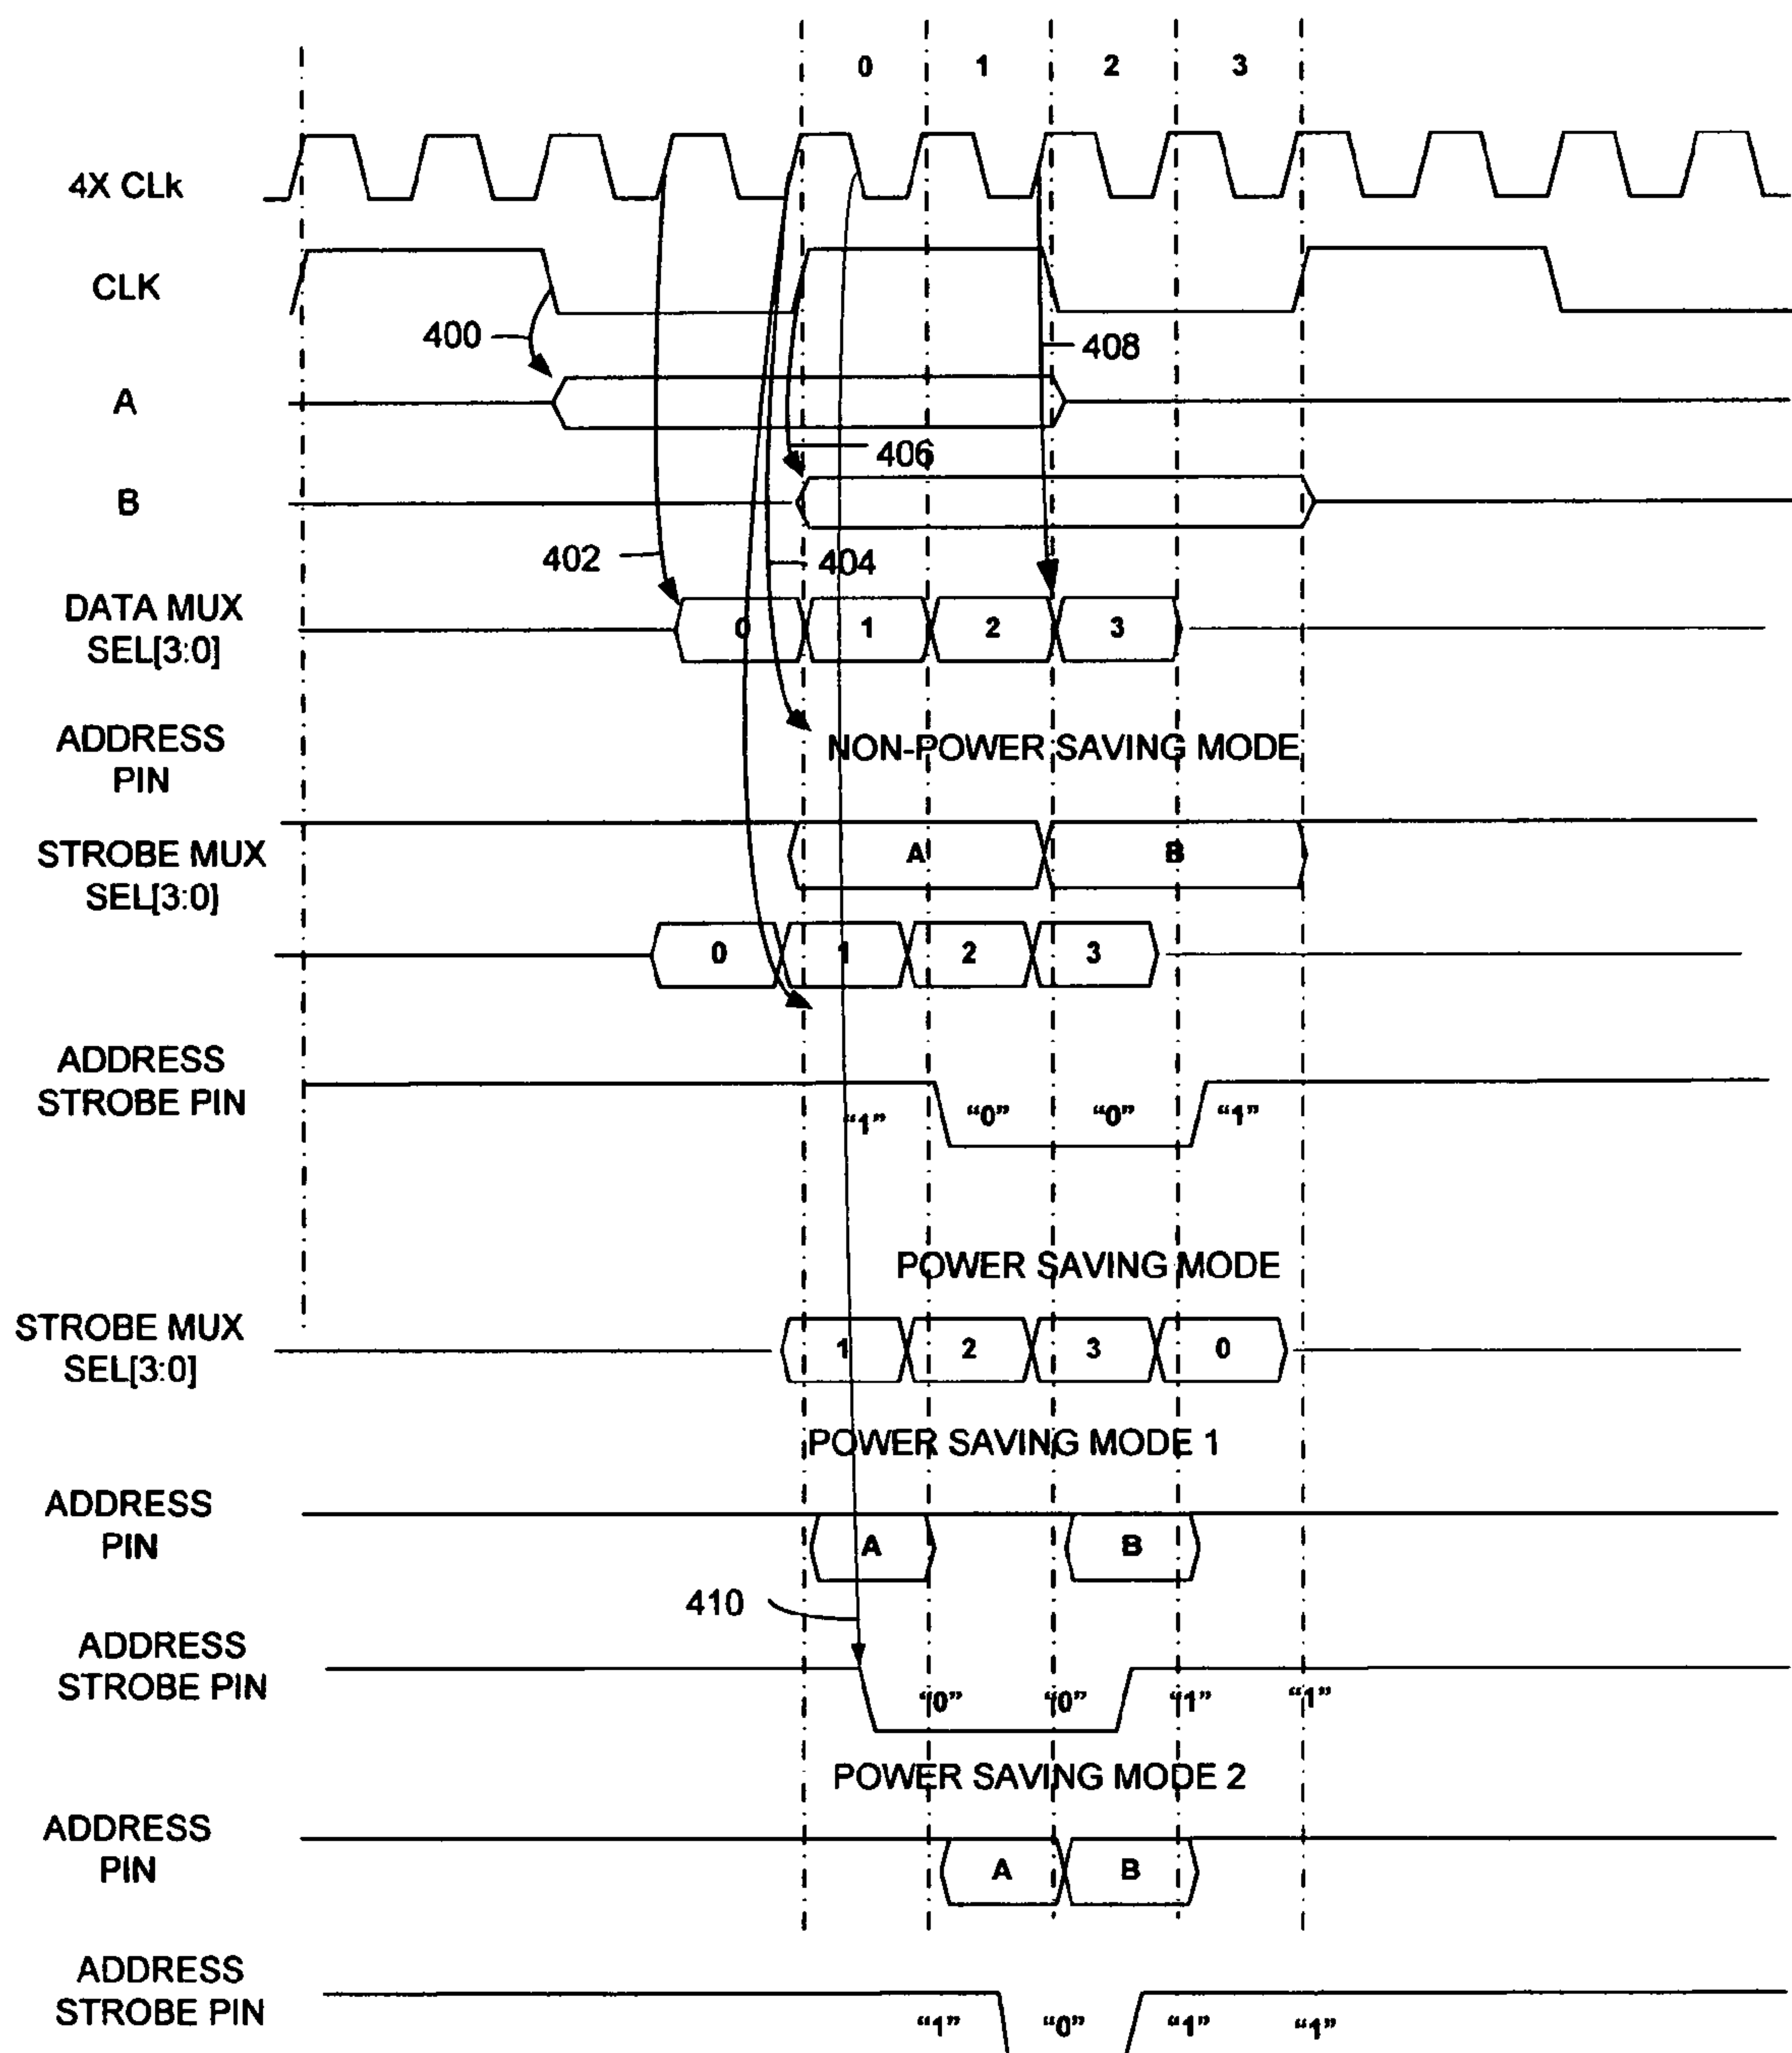 0 1 2 3
4X CLk
CLK
400
408
A
406
B
402
404
DATA MUX
SEL[3:0]
0 1 2 3
ADDRESS
PIN
NON-POWER SAVING MODE
STROBE MUX
SEL[3:0]
A B
0 1 2 3
ADDRESS
STROBE PIN
“1” “0” “0” “1”
POWER SAVING MODE
STROBE MUX
SEL[3:0]
1 2 3 0
POWER SAVING MODE 1
ADDRESS
PIN
A B
410
ADDRESS
STROBE PIN
“0” “0” “1” “1”
POWER SAVING MODE 2
ADDRESS
PIN
A B
ADDRESS
STROBE PIN
“1” “0” “1” “1”